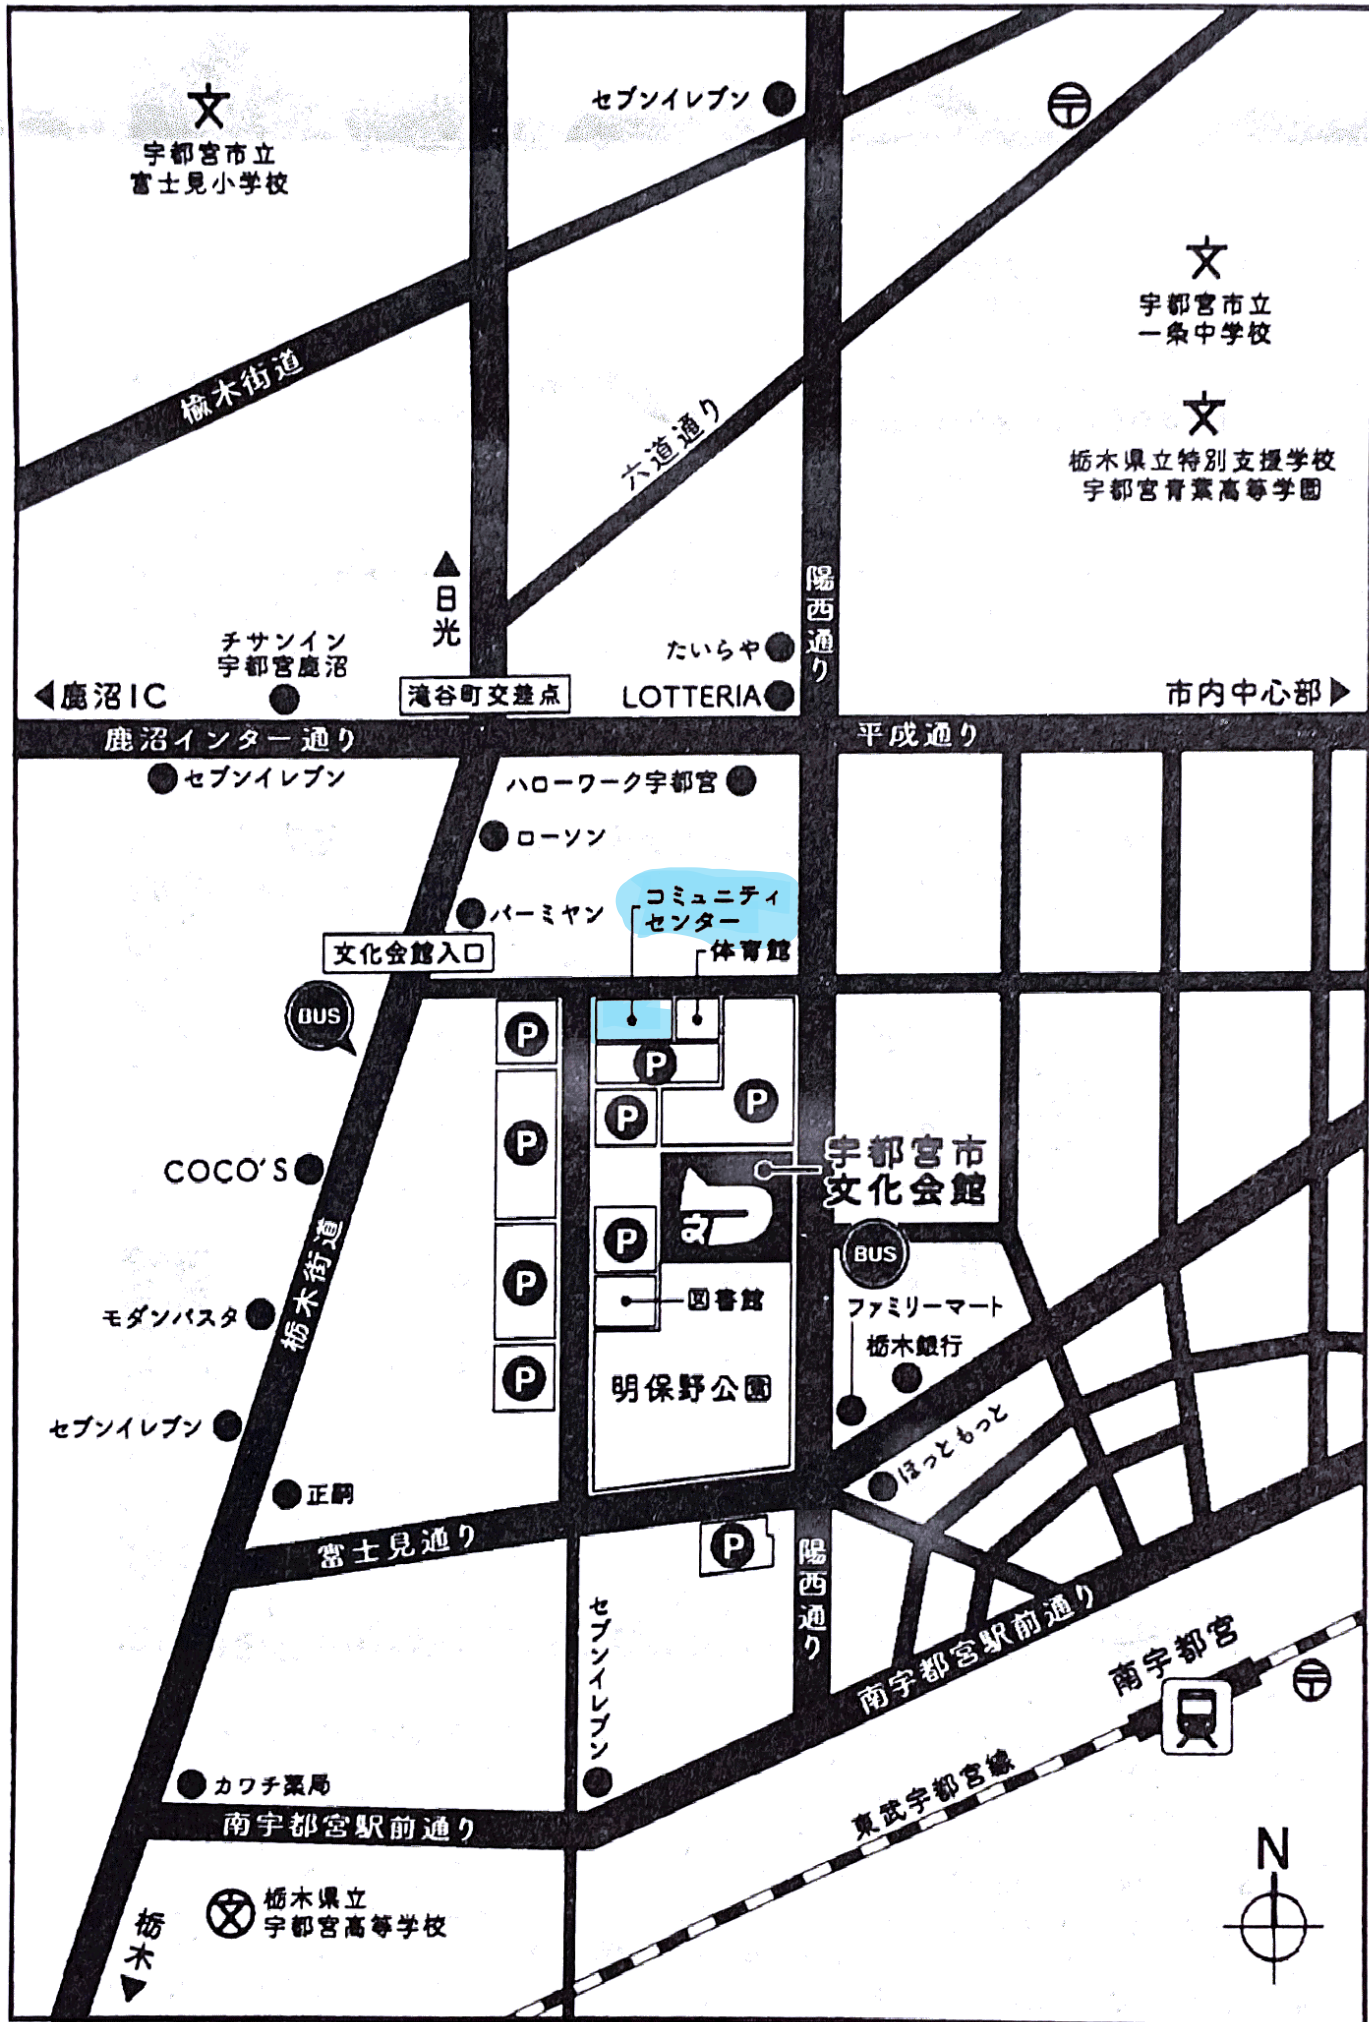 セブンイレブン
宇都宮市立
富士見小学校
宇都宮市立
一条中学校
楡木街道
六道通り
栃木県立特別支援学校
宇都宮青葉高等学園
陽西通り
日光
チサンイン
宇都宮鹿沼
たいらや
鹿沼IC
滝谷町交差点
LOTTERIA
市内中心部
鹿沼インター通り
平成通り
セブンイレブン
ハローワーク宇都宮
ローソン
コミュニティ
センター
バーミヤン
体育館
文化会館入口
BUS
P
P
P
P
P
宇都宮市
文化会館
COCO'S
栃木街道
P
BUS
P
図書館
ファミリーマート
モダンパスタ
栃木銀行
P
明保野公園
セブンイレブン
ほっともっと
正嗣
富士見通り
P
陽西通り
セブンイレブン
南宇都宮駅前通り
南宇都宮
カワチ薬局
東武宇都宮線
南宇都宮駅前通り
N
栃木県立
宇都宮高等学校
栃木